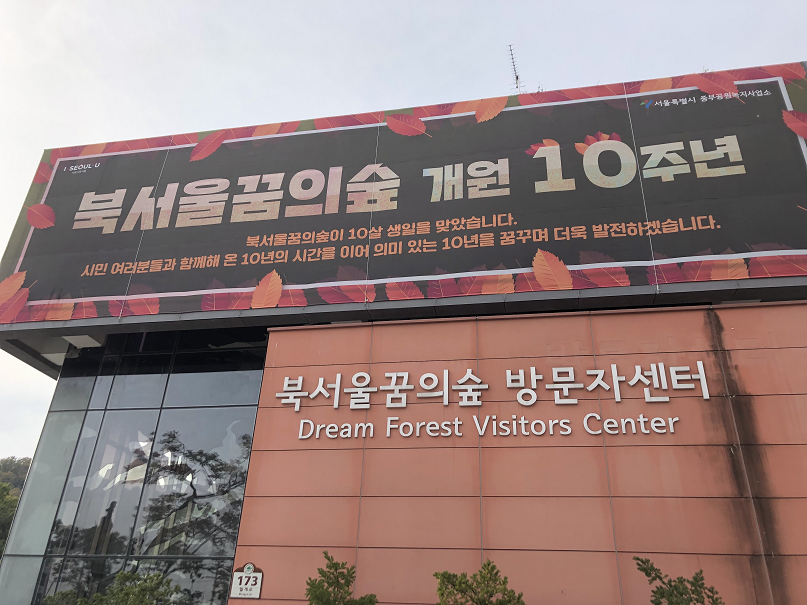 I·SEOUL·U
서울특별시 중부공원녹지사업소
북서울꿈의숲 개원 10주년
북서울꿈의숲이 10살 생일을 맞았습니다.
시민 여러분들과 함께해 온 10년의 시간을 이어 의미 있는 10년을 꿈꾸며 더욱 발전하겠습니다.
북서울꿈의숲 방문자센터
Dream Forest Visitors Center
173